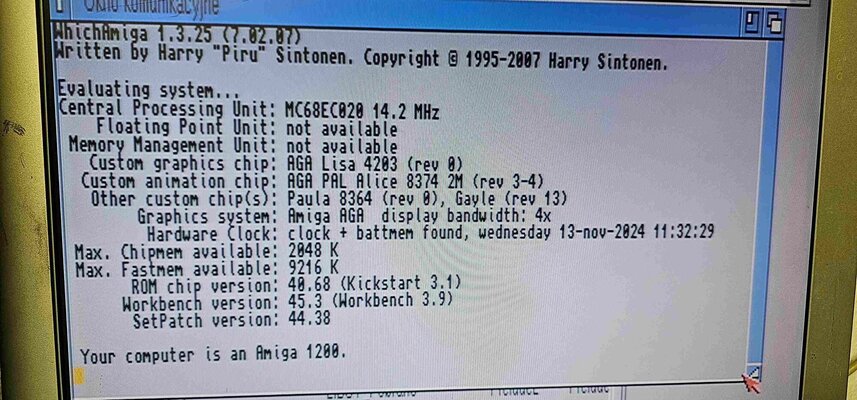 Okno komunikacyjne
WhichAmiga 1.3.25 (7.02.07)
Written by Harry "Piru" Sintonen. Copyright © 1995-2007 Harry Sintonen.
Evaluating system...
Central Processing Unit: MC68EC020 14.2 MHz
Floating Point Unit: not available
Memory Management Unit: not available
Custom graphics chip: AGA Lisa 4203 (rev 0)
Custom animation chip: AGA PAL Alice 8374 2M (rev 3-4)
Other custom chip(s): Paula 8364 (rev 0), Gayle (rev 13)
Graphics system: Amiga AGA display bandwidth: 4x
Hardware Clock: clock + battmem found, wednesday 13-nov-2024 11:32:29
Max. Chipmem available: 2048 K
Max. Fastmem available: 9216 K
ROM chip version: 40.68 (Kickstart 3.1)
Workbench version: 45.3 (Workbench 3.9)
SetPatch version: 44.38
Your computer is an Amiga 1200.